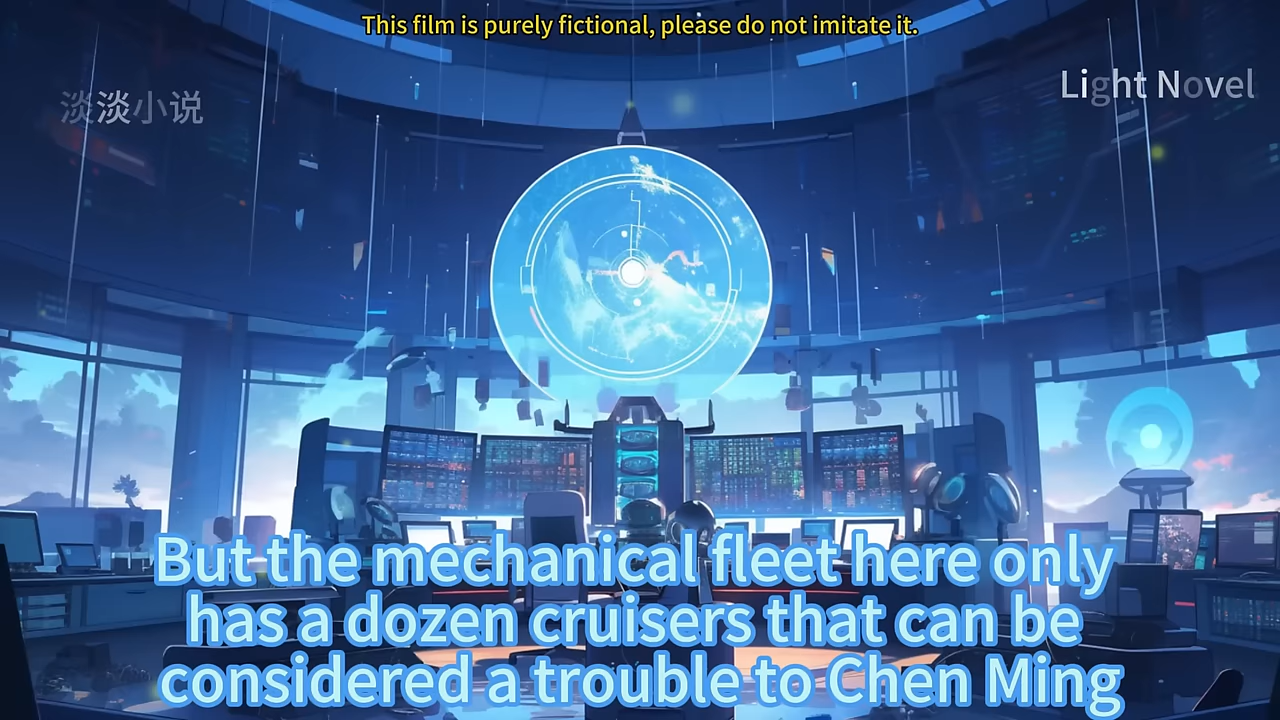 This film is purely fictional, please do not imitate it.
淡淡小说
Light Novel
But the mechanical fleet here only
has a dozen cruisers that can be
considered a trouble to Chen Ming